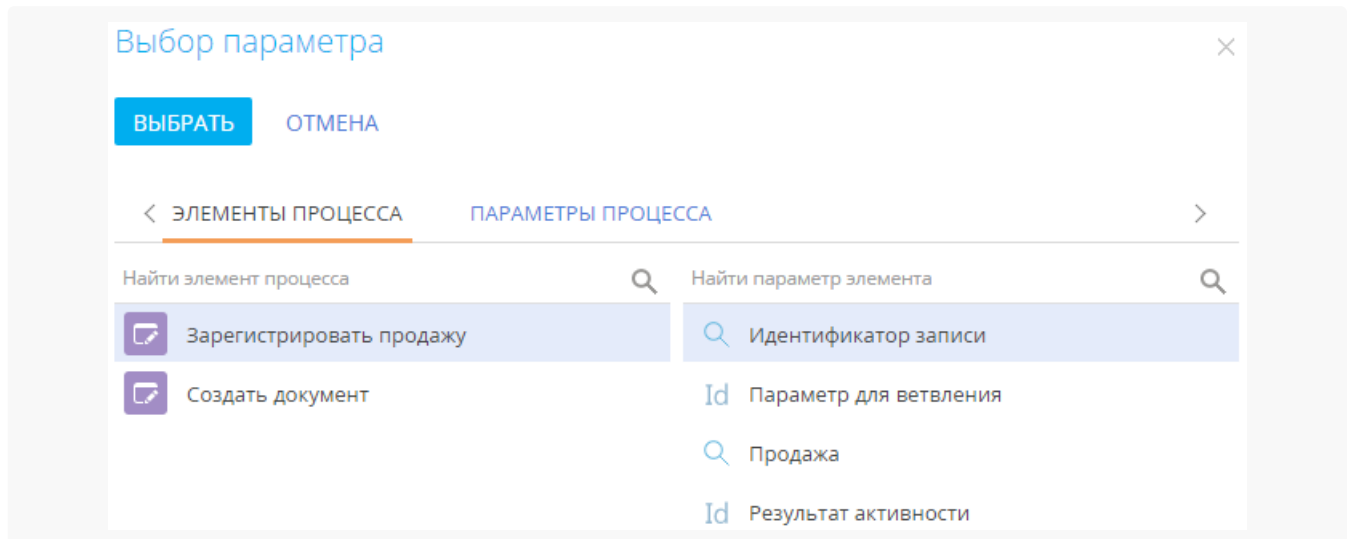 Выбор параметра
ВЫБРАТЬ ОТМЕНА
ЭЛЕМЕНТЫ ПРОЦЕССА ПАРАМЕТРЫ ПРОЦЕССА
Найти элемент процесса Найти параметр элемента
Зарегистрировать продажу Идентификатор записи
Создать документ Id Параметр для ветвления
Продажа
Id Результат активности